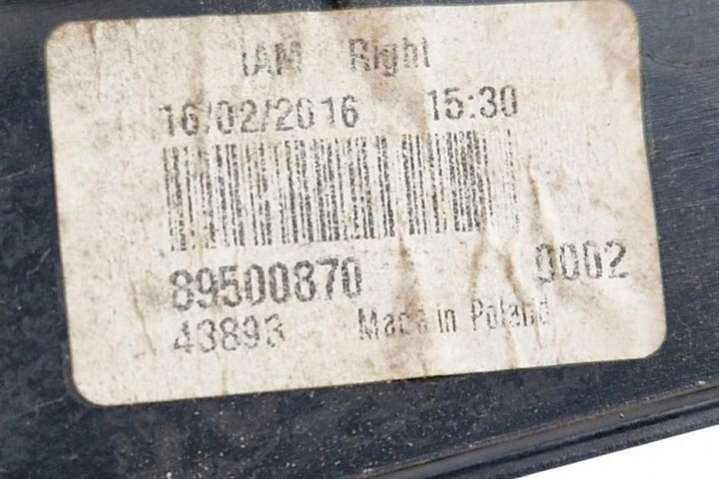 IAM Right
16/02/2016 15:30
89500870 0002
43893 Made in Poland